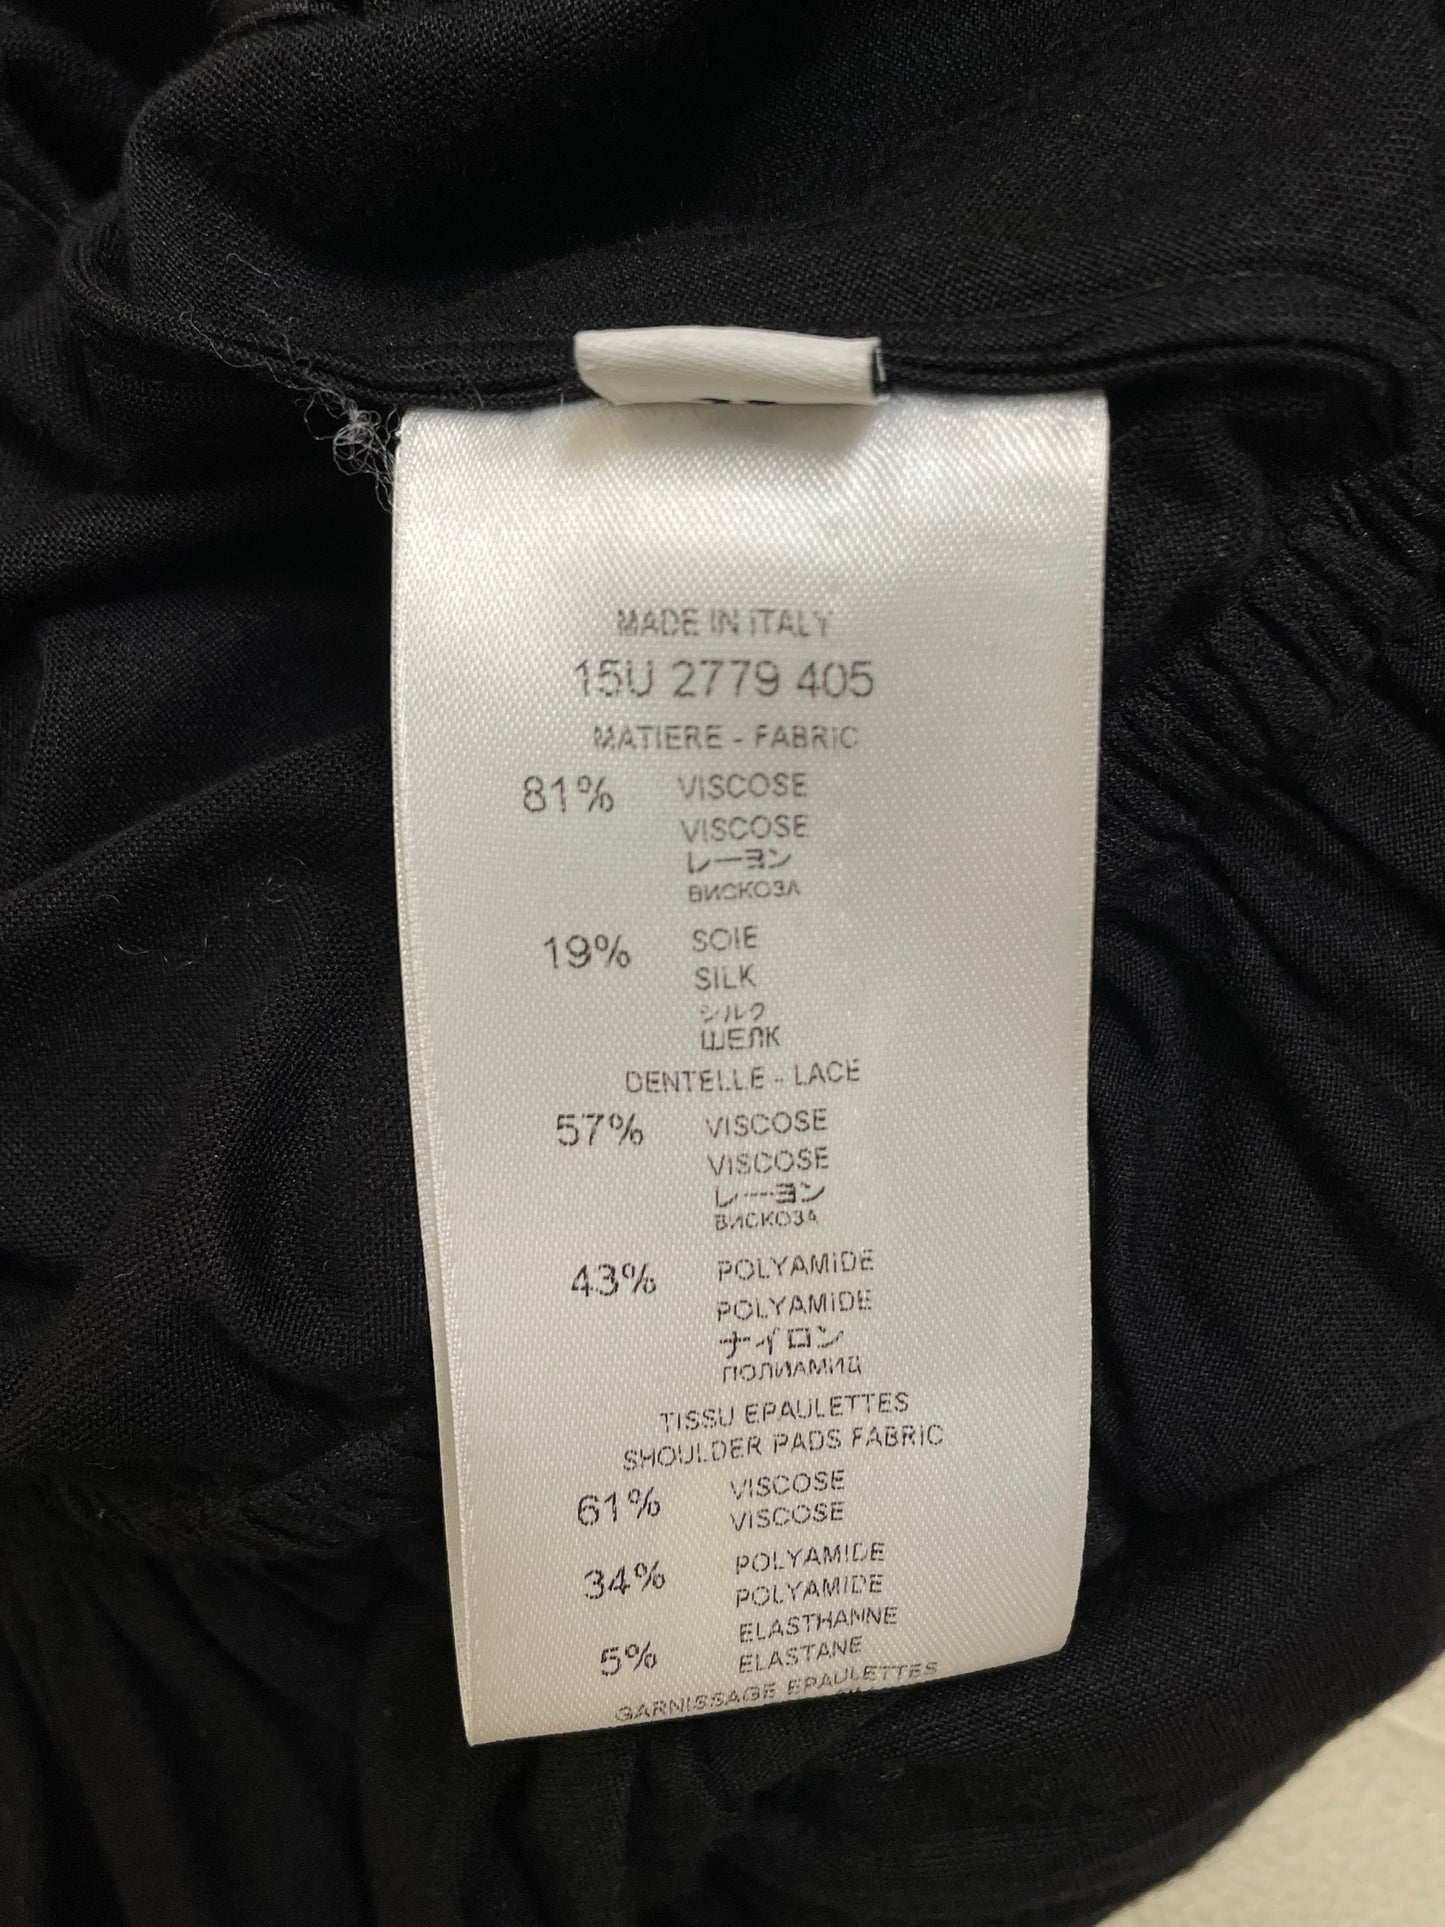 MADE IN ITALY
15U 2779 405
MATIERE - FABRIC
81% VISCOSE
VISCOSE
レーヨン
ВИСКОЗА
19% SOIE
SILK
シルク
ШЕЛК
DENTELLE - LACE
57% VISCOSE
VISCOSE
レーヨン
ВИСКОЗА
43% POLYAMIDE
POLYAMIDE
ナイロン
ПОЛИАМИД
TISSU EPAULETTES
SHOULDER PADS FABRIC
61% VISCOSE
VISCOSE
34% POLYAMIDE
POLYAMIDE
ELASTHANNE
5% ELASTANE
GARNISSAGE EPAULETTES